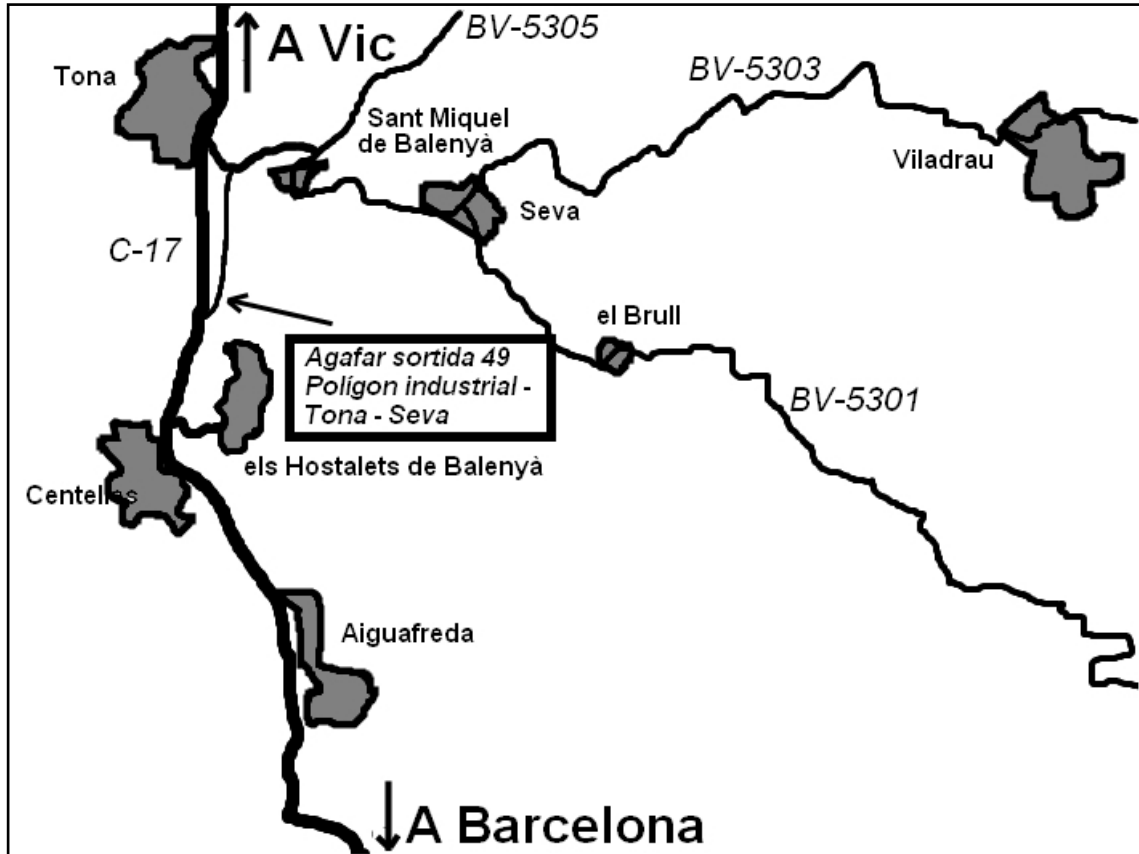 A Vic
BV-5305
Tona
BV-5303
Sant Miquel
de Balenyà
Viladrau
Seva
C-17
el Brull
Agafar sortida 49
Polígon industrial -
Tona - Seva
BV-5301
els Hostalets de Balenyà
Centelles
Aiguafreda
A Barcelona